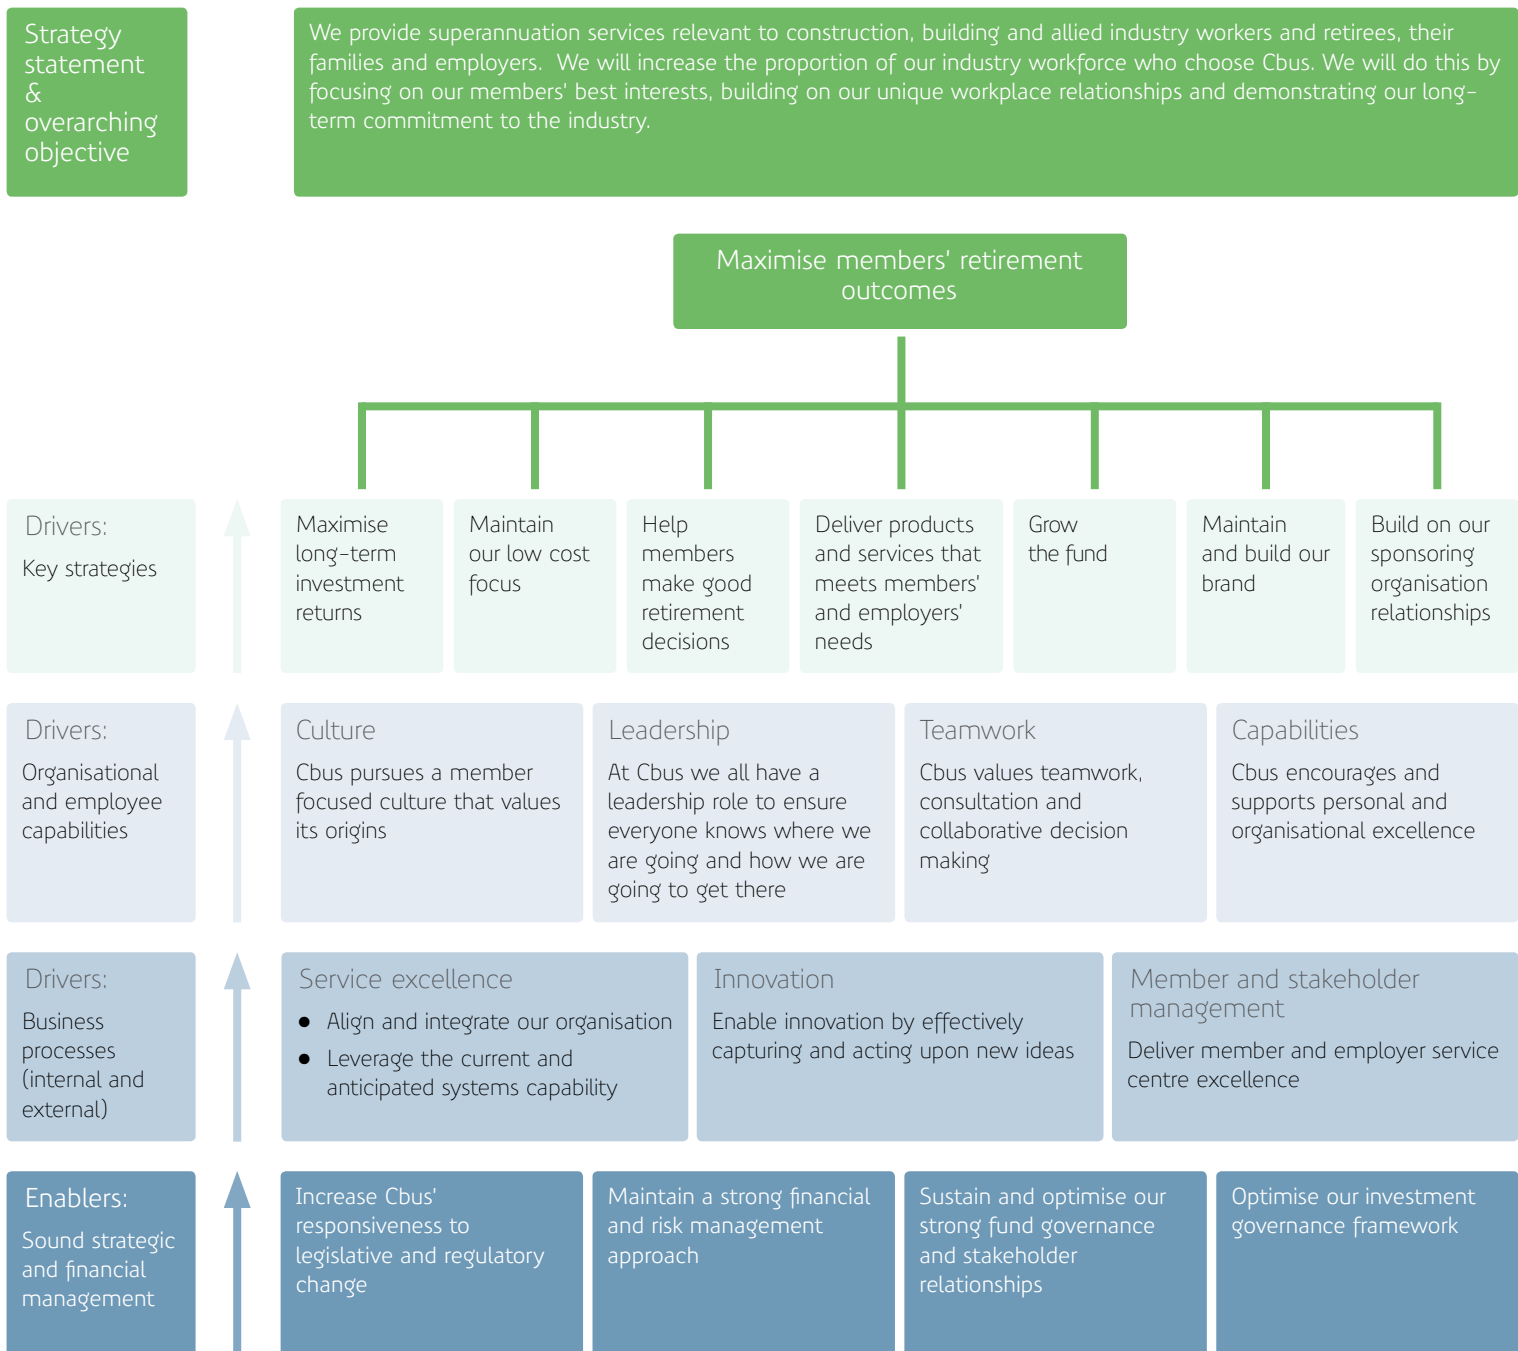 Strategy
statement
&
overarching
objective
We provide superannuation services relevant to construction, building and allied industry workers and retirees, their
families and employers.  We will increase the proportion of our industry workforce who choose Cbus. We will do this by
focusing on our members' best interests, building on our unique workplace relationships and demonstrating our long-
term commitment to the industry.
Maximise members' retirement
outcomes
Drivers:
Key strategies
Maximise
long-term
investment
returns
Maintain
our low cost
focus
Help
members
make good
retirement
decisions
Deliver products
and services that
meets members'
and employers'
needs
Grow
the fund
Maintain
and build our
brand
Build on our
sponsoring
organisation
relationships
Drivers:
Organisational
and employee
capabilities
Culture
Cbus pursues a member
focused culture that values
its origins
Leadership
At Cbus we all have a
leadership role to ensure
everyone knows where we
are going and how we are
going to get there
Teamwork
Cbus values teamwork,
consultation and
collaborative decision
making
Capabilities
Cbus encourages and
supports personal and
organisational excellence
Drivers:
Business
processes
(internal and
external)
Service excellence
● Align and integrate our organisation
● Leverage the current and
anticipated systems capability
Innovation
Enable innovation by effectively
capturing and acting upon new ideas
Member and stakeholder
management
Deliver member and employer service
centre excellence
Enablers:
Sound strategic
and financial
management
Increase Cbus'
responsiveness to
legislative and regulatory
change
Maintain a strong financial
and risk management
approach
Sustain and optimise our
strong fund governance
and stakeholder
relationships
Optimise our investment
governance framework